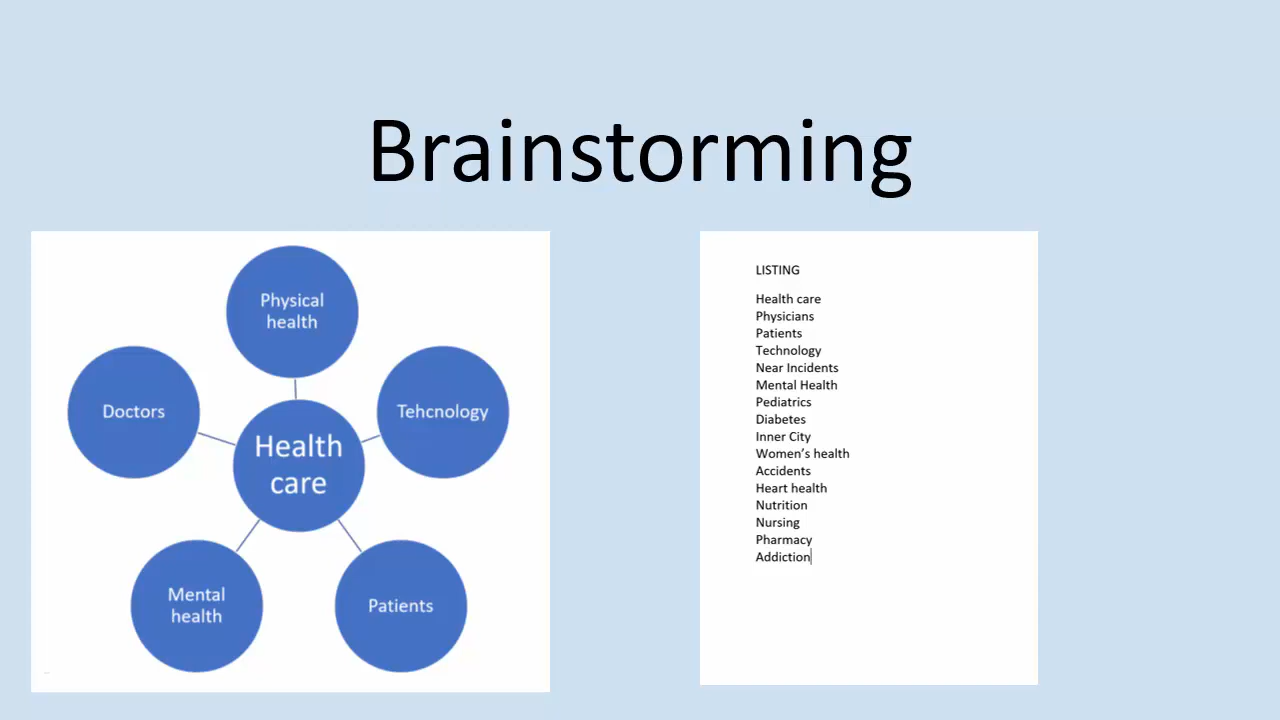 Brainstorming
Physical
health
Doctors
Tehcnology
Health
care
Mental
health
Patients
LISTING
Health care
Physicians
Patients
Technology
Near Incidents
Mental Health
Pediatrics
Diabetes
Inner City
Women’s health
Accidents
Heart health
Nutrition
Nursing
Pharmacy
Addiction